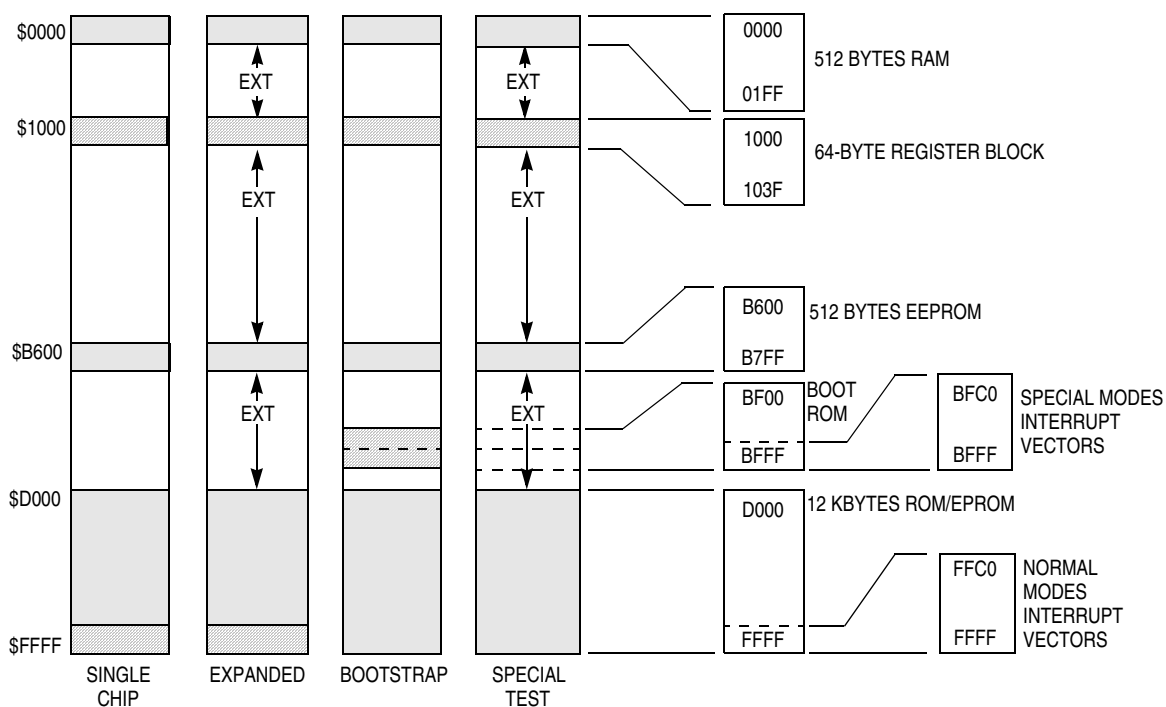 $0000
$1000
$B600
$D000
$FFFF
EXT
EXT
EXT
EXT
EXT
EXT
SINGLE
CHIP
EXPANDED
BOOTSTRAP
SPECIAL
TEST
0000
01FF
512 BYTES RAM
1000
103F
64-BYTE REGISTER BLOCK
B600
B7FF
512 BYTES EEPROM
BF00
BFFF
BOOT
ROM
BFC0
BFFF
SPECIAL MODES
INTERRUPT
VECTORS
D000
FFFF
12 KBYTES ROM/EPROM
FFC0
FFFF
NORMAL
MODES
INTERRUPT
VECTORS